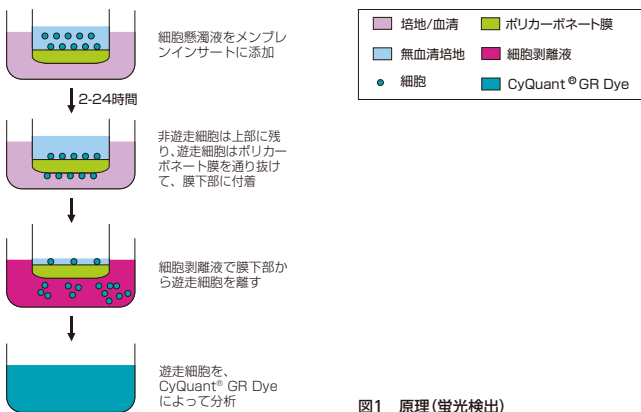 細胞懸濁液をメンブレ
ンインサートに添加
2-24時間
非遊走細胞は上部に残
り、遊走細胞はポリカー
ボネート膜を通り抜け
て、膜下部に付着
細胞剥離液で膜下部か
ら遊走細胞を離す
遊走細胞を、
CyQuant® GR Dye
によって分析
培地/血清
ポリカーボネート膜
無血清培地
細胞剥離液
細胞
CyQuant® GR Dye
図1 原理(蛍光検出)